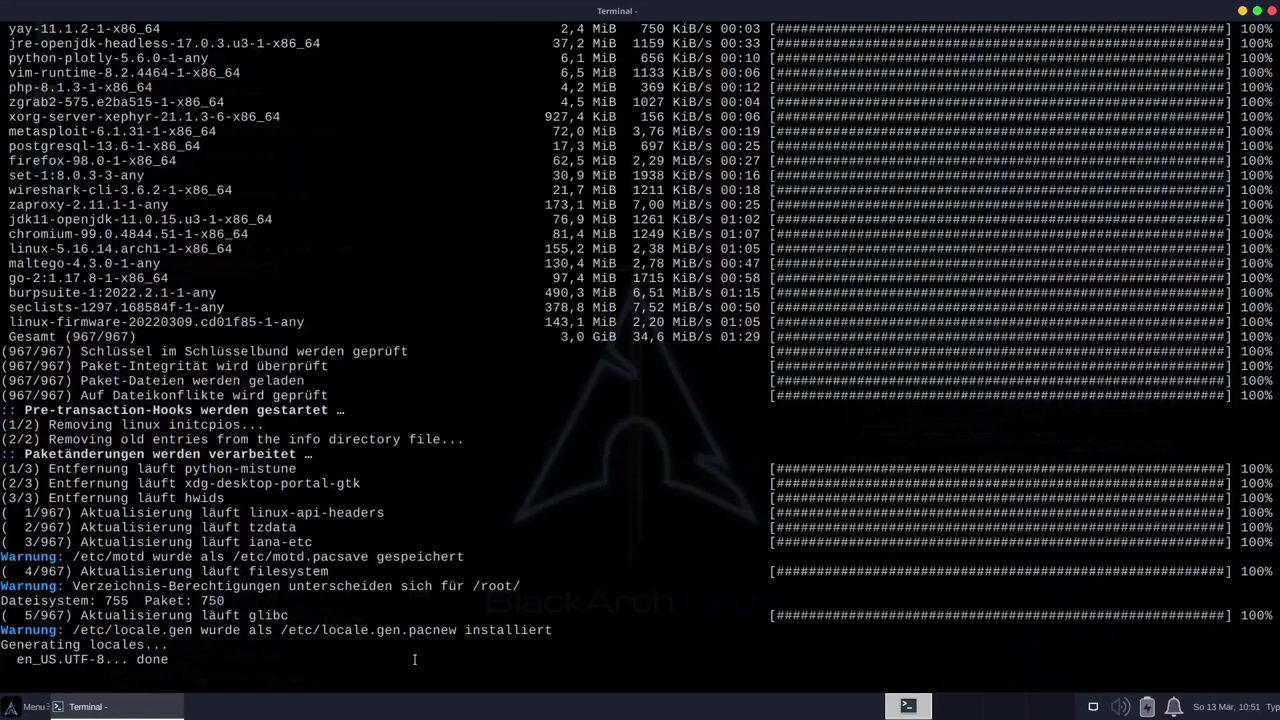 Terminal -
yay-11.1.2-1-x86_64 2,4 MiB 750 KiB/s 00:03 [########################################################] 100%
jre-openjdk-headless-17.0.3.u3-1-x86_64 37,2 MiB 1159 KiB/s 00:39 [########################################################] 100%
python-plotly-5.6.0-1-any 6,1 MiB 656 KiB/s 00:10 [########################################################] 100%
vim-runtime-8.2.4464-1-x86_64 6,5 MiB 1133 KiB/s 00:06 [########################################################] 100%
php-8.1.3-1-x86_64 4,2 MiB 369 KiB/s 00:12 [########################################################] 100%
zgrab2-575.e2ba515-1-x86_64 4,5 MiB 1027 KiB/s 00:04 [########################################################] 100%
xorg-server-xephyr-21.1.3-6-x86_64 927,4 KiB 156 KiB/s 00:06 [########################################################] 100%
metasploit-6.1.31-1-x86_64 72,0 MiB 3,76 MiB/s 00:19 [########################################################] 100%
postgresql-13.6-1-x86_64 17,3 MiB 697 KiB/s 00:25 [########################################################] 100%
firefox-98.0-1-x86_64 62,5 MiB 2,29 MiB/s 00:27 [########################################################] 100%
set-1:8.0.3-3-any 30,9 MiB 1938 KiB/s 00:16 [########################################################] 100%
wireshark-cli-3.6.2-1-x86_64 21,7 MiB 1211 KiB/s 00:18 [########################################################] 100%
zaproxy-2.11.1-1-any 173,1 MiB 7,00 MiB/s 00:25 [########################################################] 100%
jdk11-openjdk-11.0.15.u3-1-x86_64 76,9 MiB 1261 KiB/s 01:02 [########################################################] 100%
chromium-99.0.4844.51-1-x86_64 81,4 MiB 1249 KiB/s 01:07 [########################################################] 100%
linux-5.16.14.arch1-1-x86_64 155,2 MiB 2,38 MiB/s 01:05 [########################################################] 100%
maltego-4.3.0-1-any 130,4 MiB 2,78 MiB/s 00:47 [########################################################] 100%
go-2:1.17.8-1-x86_64 97,4 MiB 1715 KiB/s 00:58 [########################################################] 100%
burpsuite-1:2022.2.1-1-any 490,3 MiB 6,51 MiB/s 01:15 [########################################################] 100%
seclists-1297.168584f-1-any 378,8 MiB 7,52 MiB/s 00:50 [########################################################] 100%
linux-firmware-20220309.cd01f85-1-any 143,1 MiB 2,20 MiB/s 01:05 [########################################################] 100%
Gesamt (967/967) 3,0 GiB 34,6 MiB/s 01:29 [########################################################] 100%
(967/967) Schlüssel im Schlüsselbund werden geprüft [########################################################] 100%
(967/967) Paket-Integrität wird überprüft [########################################################] 100%
(967/967) Paket-Dateien werden geladen [########################################################] 100%
(967/967) Auf Dateikonflikte wird geprüft [########################################################] 100%
:: Pre-transaction-Hooks werden gestartet …
(1/2) Removing linux initcpios...
(2/2) Removing old entries from the info directory file...
:: Paketänderungen werden verarbeitet …
(1/3) Entfernung läuft python-mistune [########################################################] 100%
(2/3) Entfernung läuft xdg-desktop-portal-gtk [########################################################] 100%
(3/3) Entfernung läuft hwids [########################################################] 100%
( 1/967) Aktualisierung läuft linux-api-headers [########################################################] 100%
( 2/967) Aktualisierung läuft tzdata [########################################################] 100%
( 3/967) Aktualisierung läuft iana-etc [########################################################] 100%
Warnung: /etc/motd wurde als /etc/motd.pacsave gespeichert
( 4/967) Aktualisierung läuft filesystem [########################################################] 100%
Warnung: Verzeichnis-Berechtigungen unterscheiden sich für /root/
Dateisystem: 755 Paket: 750
( 5/967) Aktualisierung läuft glibc [########################################################] 100%
Warnung: /etc/locale.gen wurde als /etc/locale.gen.pacnew installiert
Generating locales...
en_US.UTF-8... done
BlackArch
Menu
Terminal -
So 13 Mär, 10:51
Typ